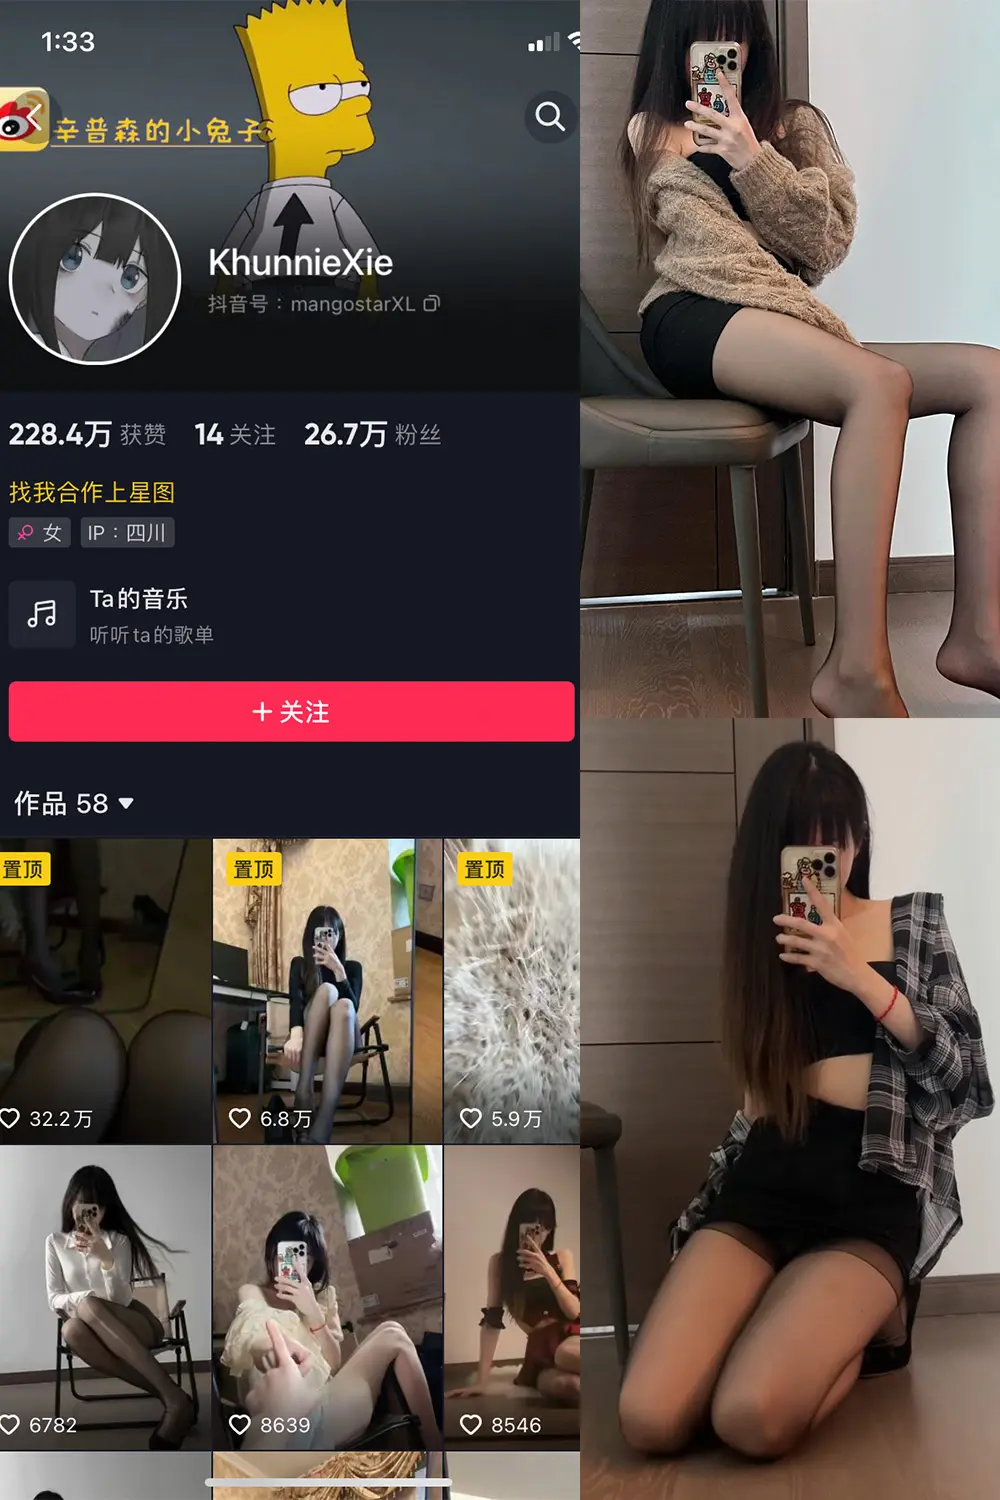 1:33
辛普森的小兔子
KhunnieXie
抖音号：mangostarXL
228.4万 获赞 14 关注 26.7万 粉丝
找我合作上星图
女 IP：四川
Ta的音乐
听听ta的歌单
+ 关注
作品 58
置顶 置顶 置顶
32.2万 6.8万 5.9万
6782 8639 8546